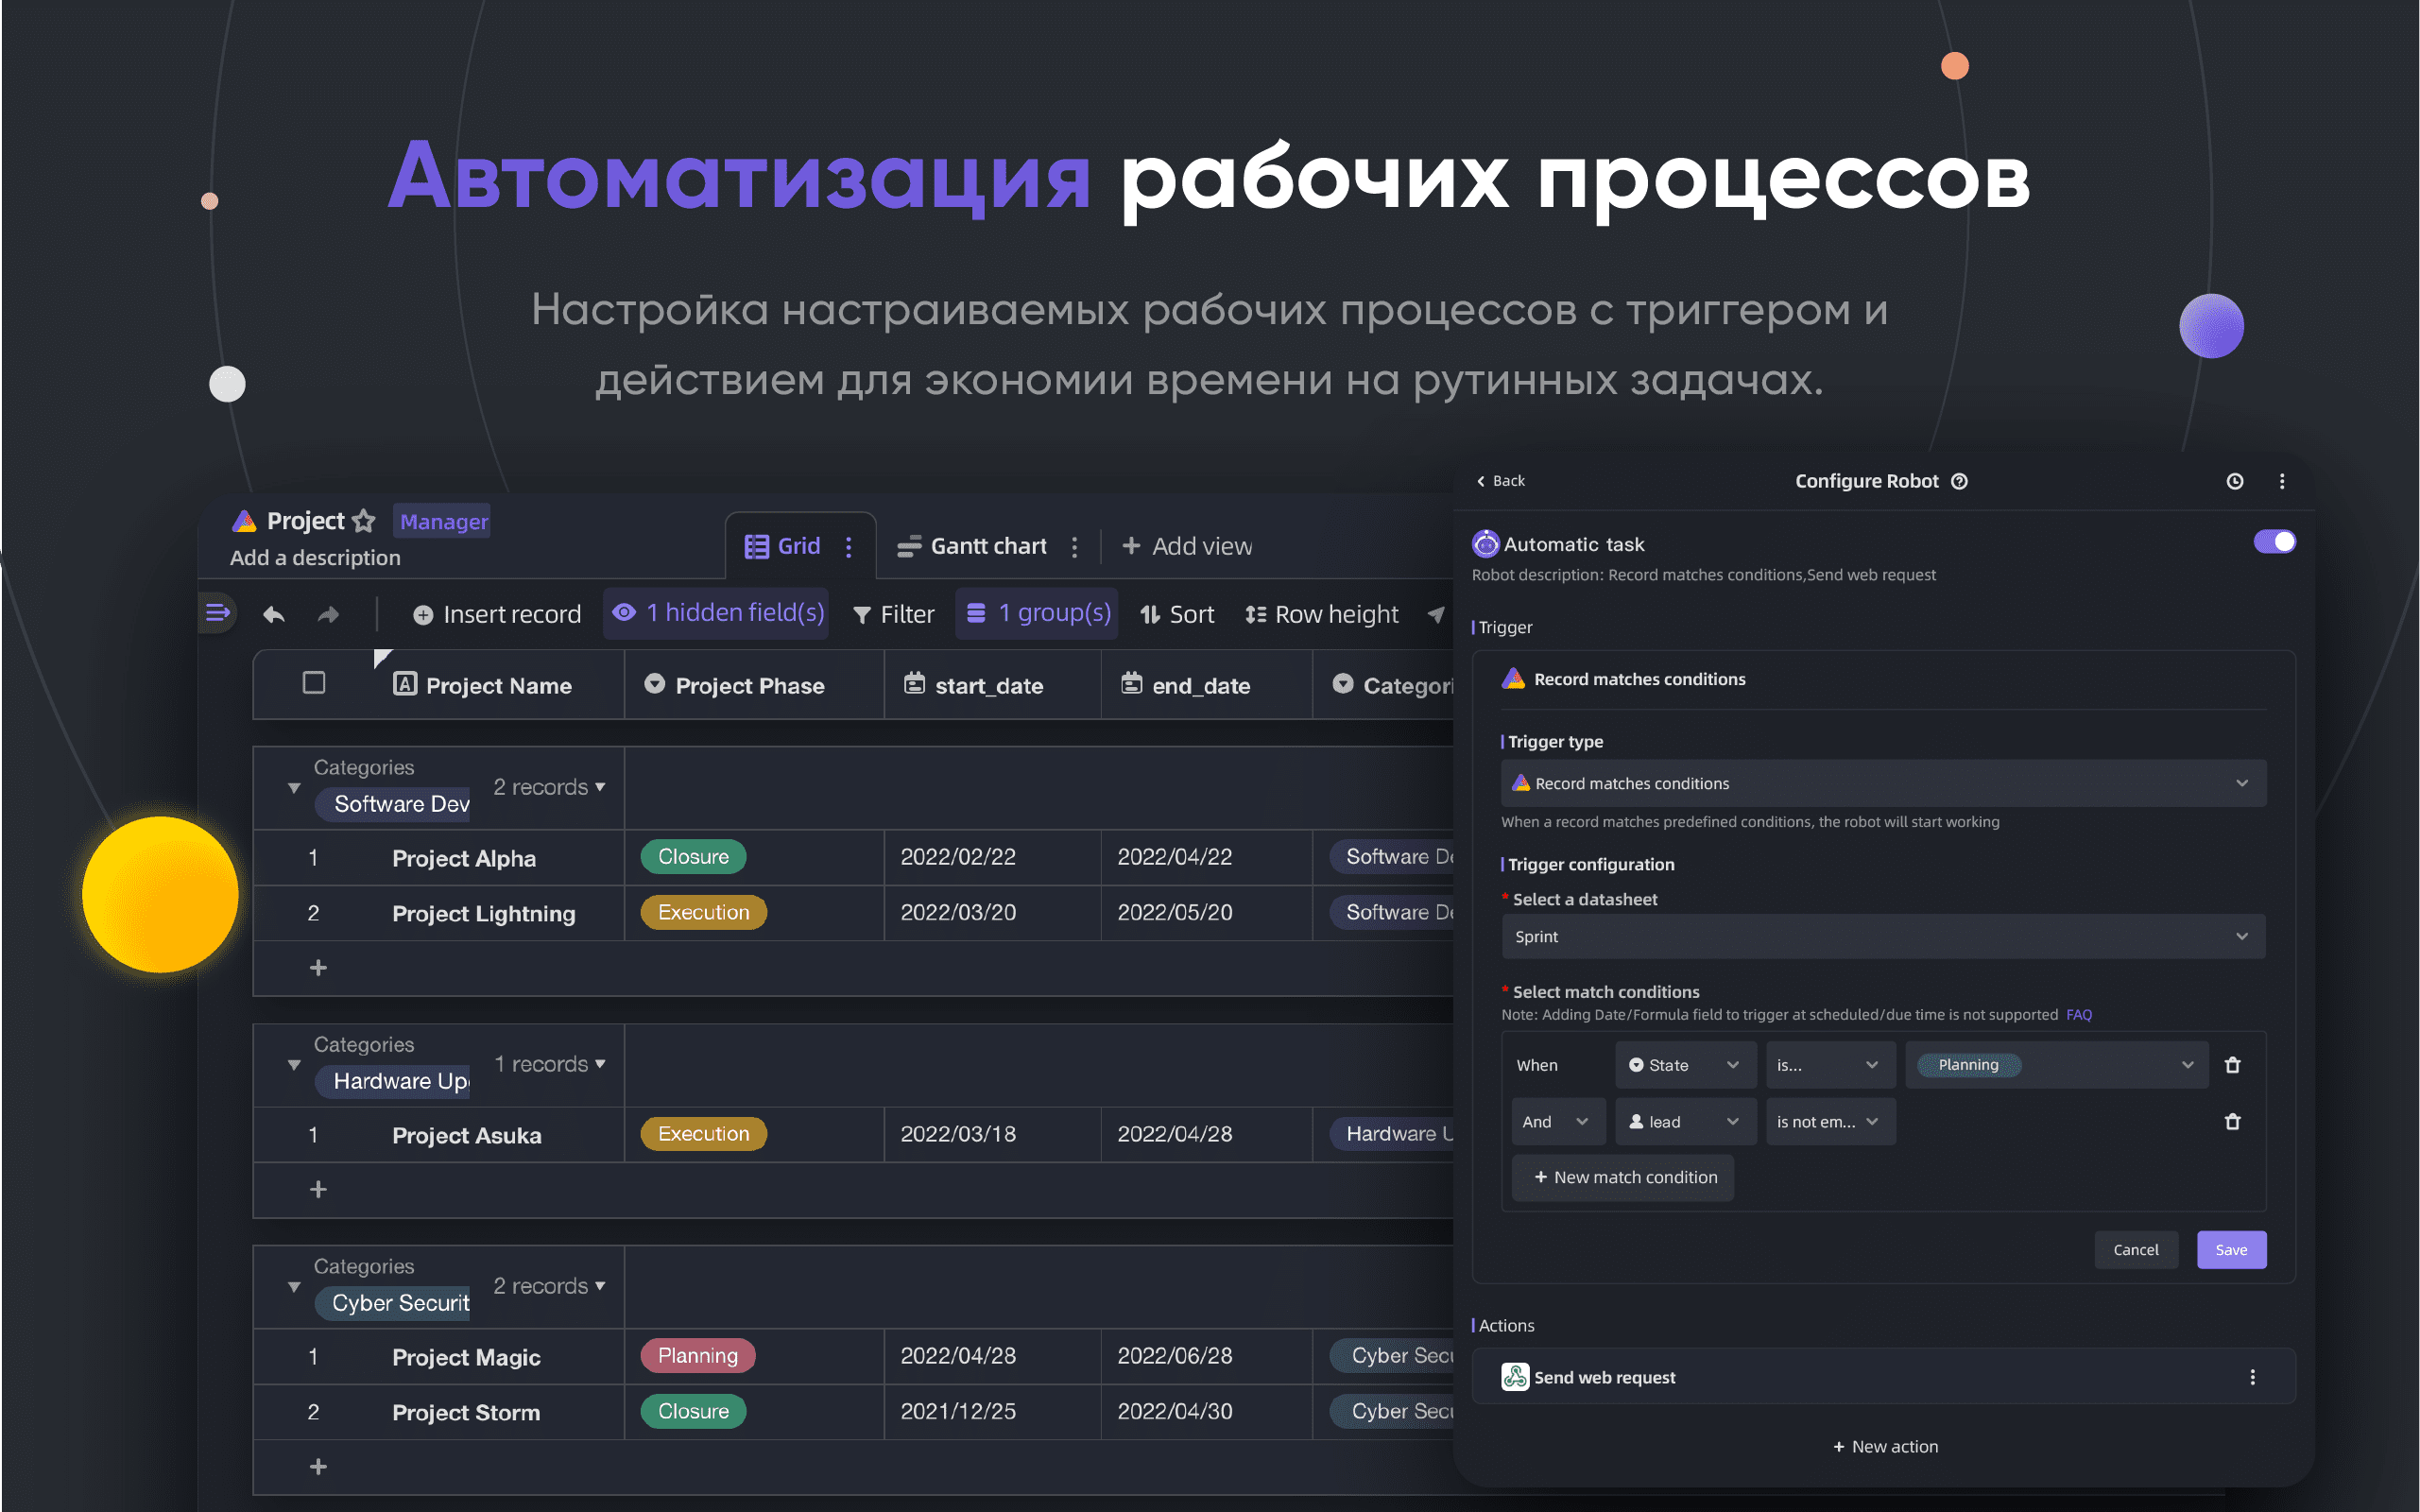 Автоматизация рабочих процессов
Настройка настраиваемых рабочих процессов с триггером и
действием для экономии времени на рутинных задачах.
Project Manager
Add a description
Grid Gantt chart + Add view
Insert record 1 hidden field(s) Filter 1 group(s) Sort Row height
Project Name Project Phase start_date end_date Categori
Categories
Software Dev 2 records
1 Project Alpha Closure 2022/02/22 2022/04/22 Software De
2 Project Lightning Execution 2022/03/20 2022/05/20 Software De
+
Categories
Hardware Up 1 records
1 Project Asuka Execution 2022/03/18 2022/04/28 Hardware U
+
Categories
Cyber Securit 2 records
1 Project Magic Planning 2022/04/28 2022/06/28 Cyber Secu
2 Project Storm Closure 2021/12/25 2022/04/30 Cyber Secu
+
Back Configure Robot
Automatic task
Robot description: Record matches conditions,Send web request
Trigger
Record matches conditions
Trigger type
Record matches conditions
When a record matches predefined conditions, the robot will start working
Trigger configuration
* Select a datasheet
Sprint
* Select match conditions
Note: Adding Date/Formula field to trigger at scheduled/due time is not supported FAQ
When State is... Planning
And lead is not em...
+ New match condition
Cancel Save
Actions
Send web request
+ New action